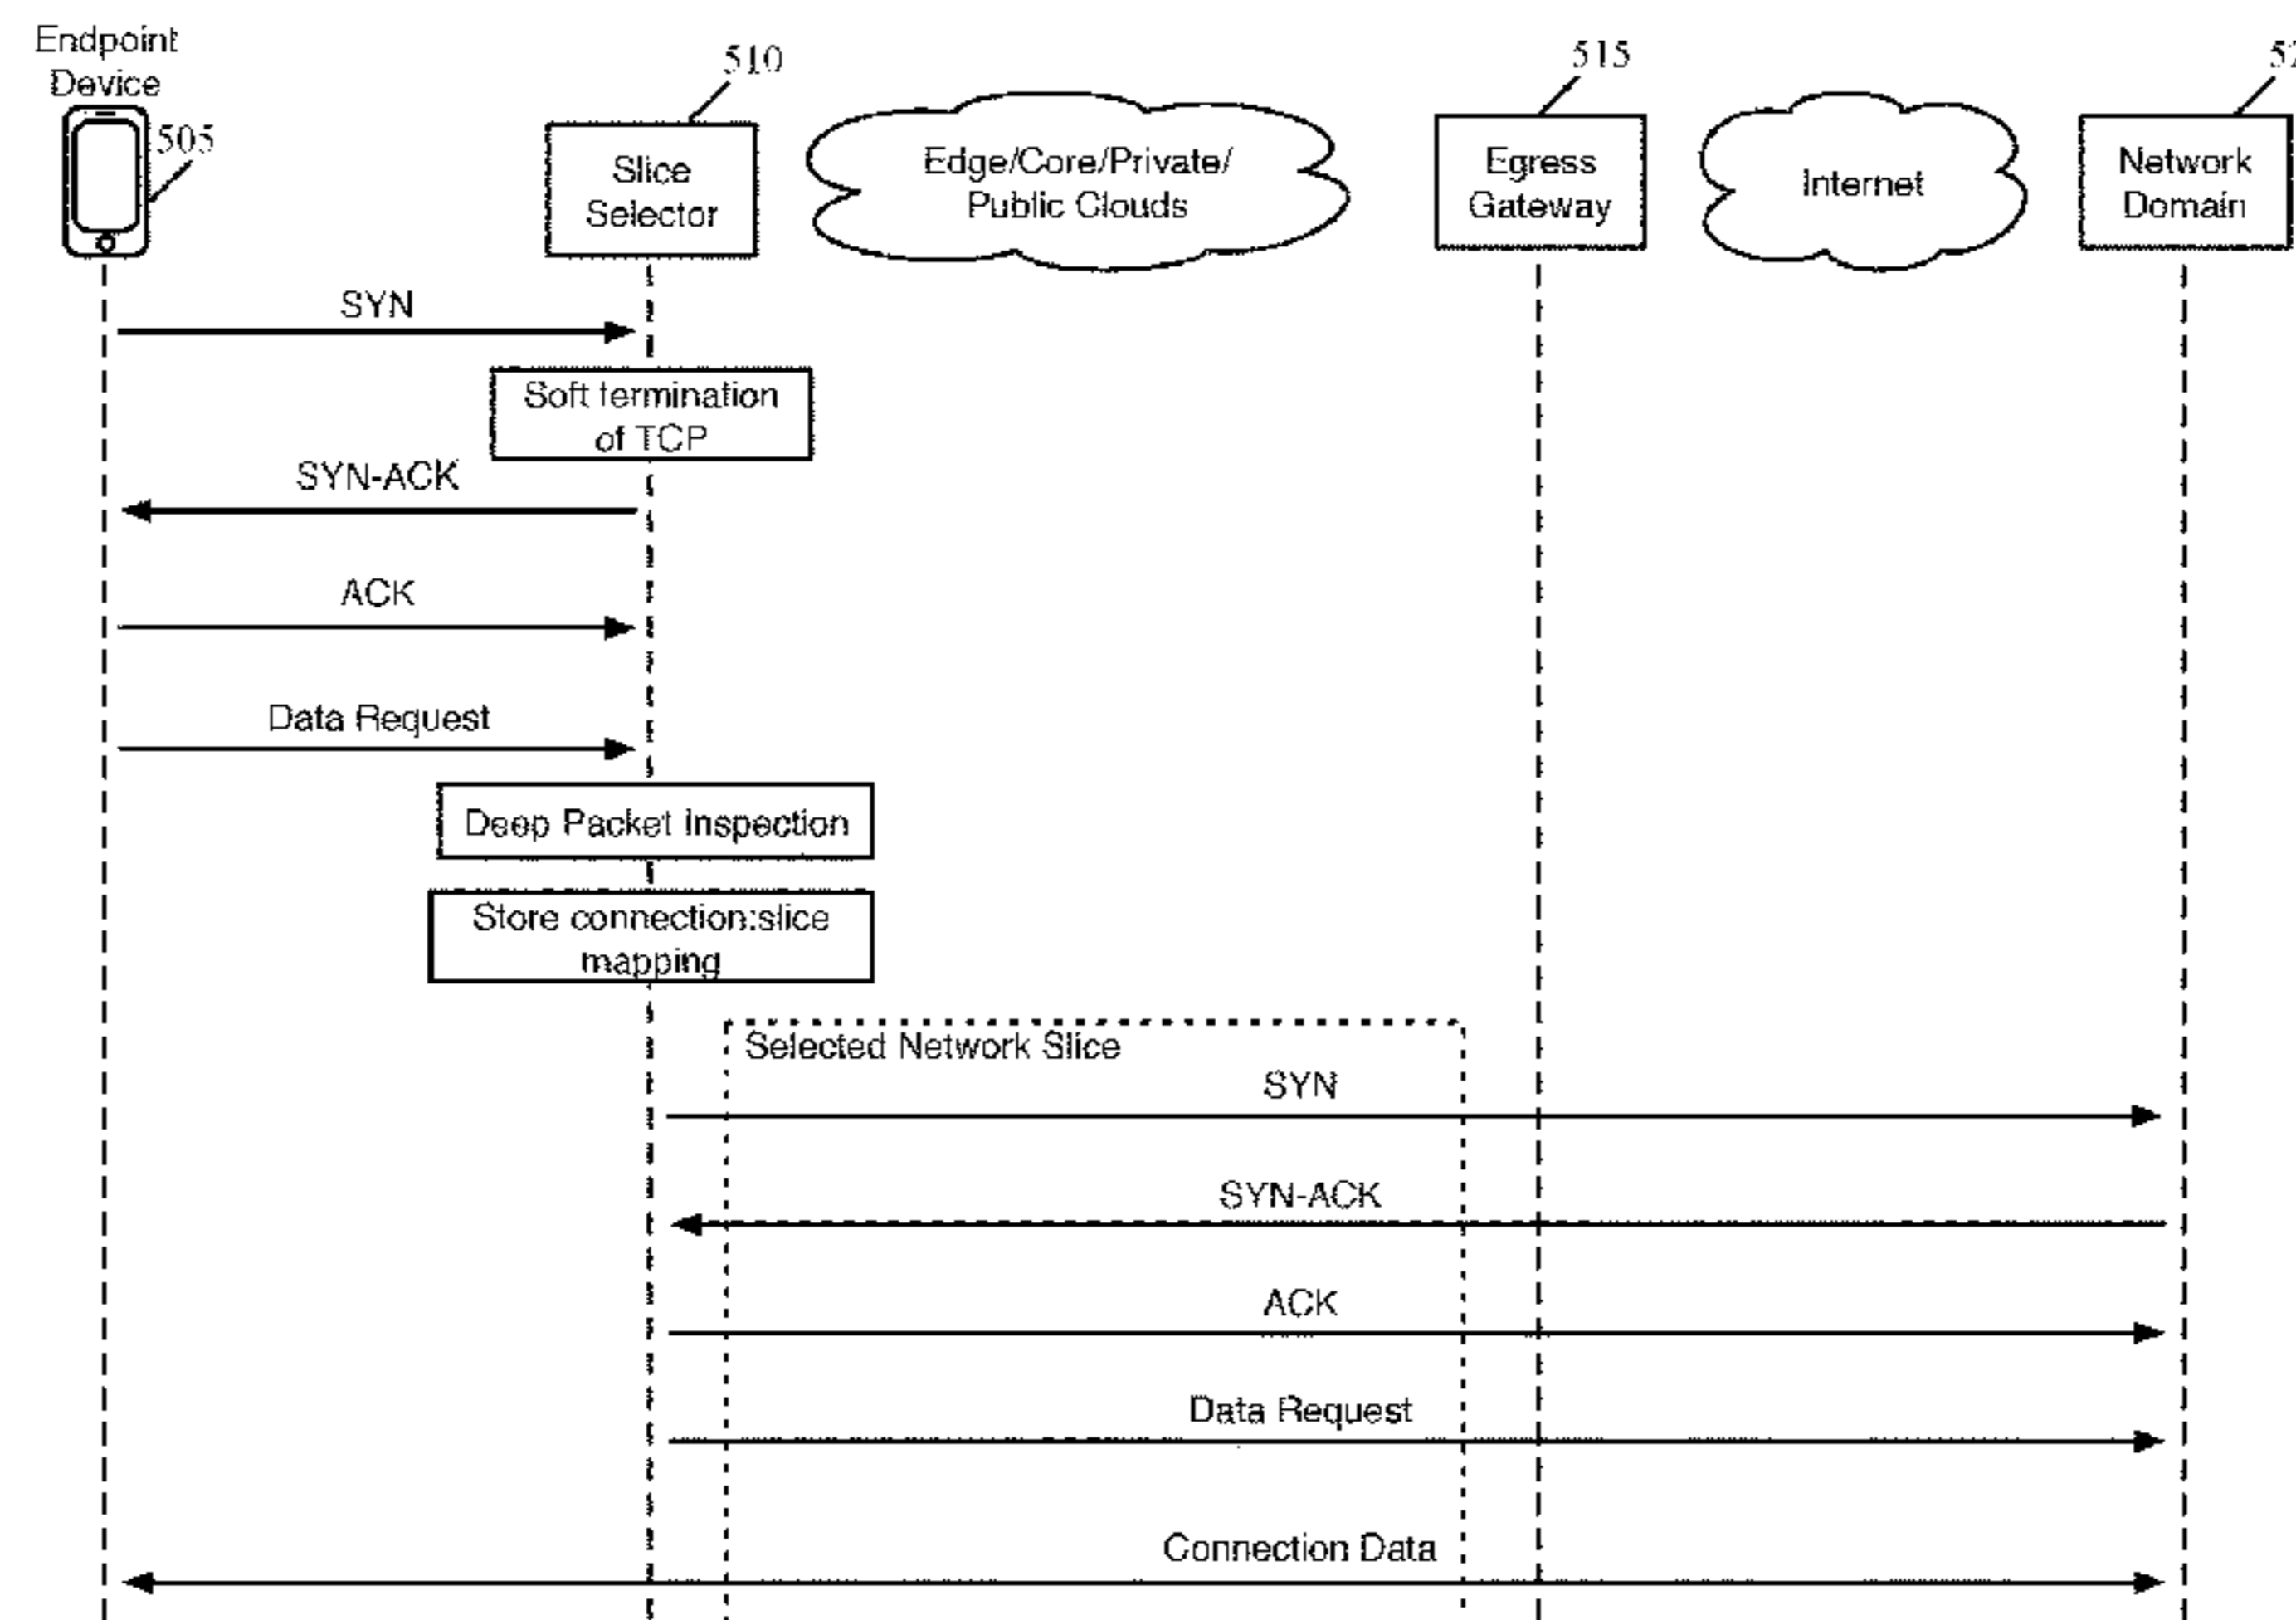 Endpoint
Device
505
510
Slice
Selector
Edge/Core/Private/
Public Clouds
515
Egress
Gateway
Internet
Network
Domain
SYN
Soft termination
of TCP
SYN-ACK
ACK
Data Request
Deep Packet Inspection
Store connection:slice
mapping
Selected Network Slice
SYN
SYN-ACK
ACK
Data Request
Connection Data